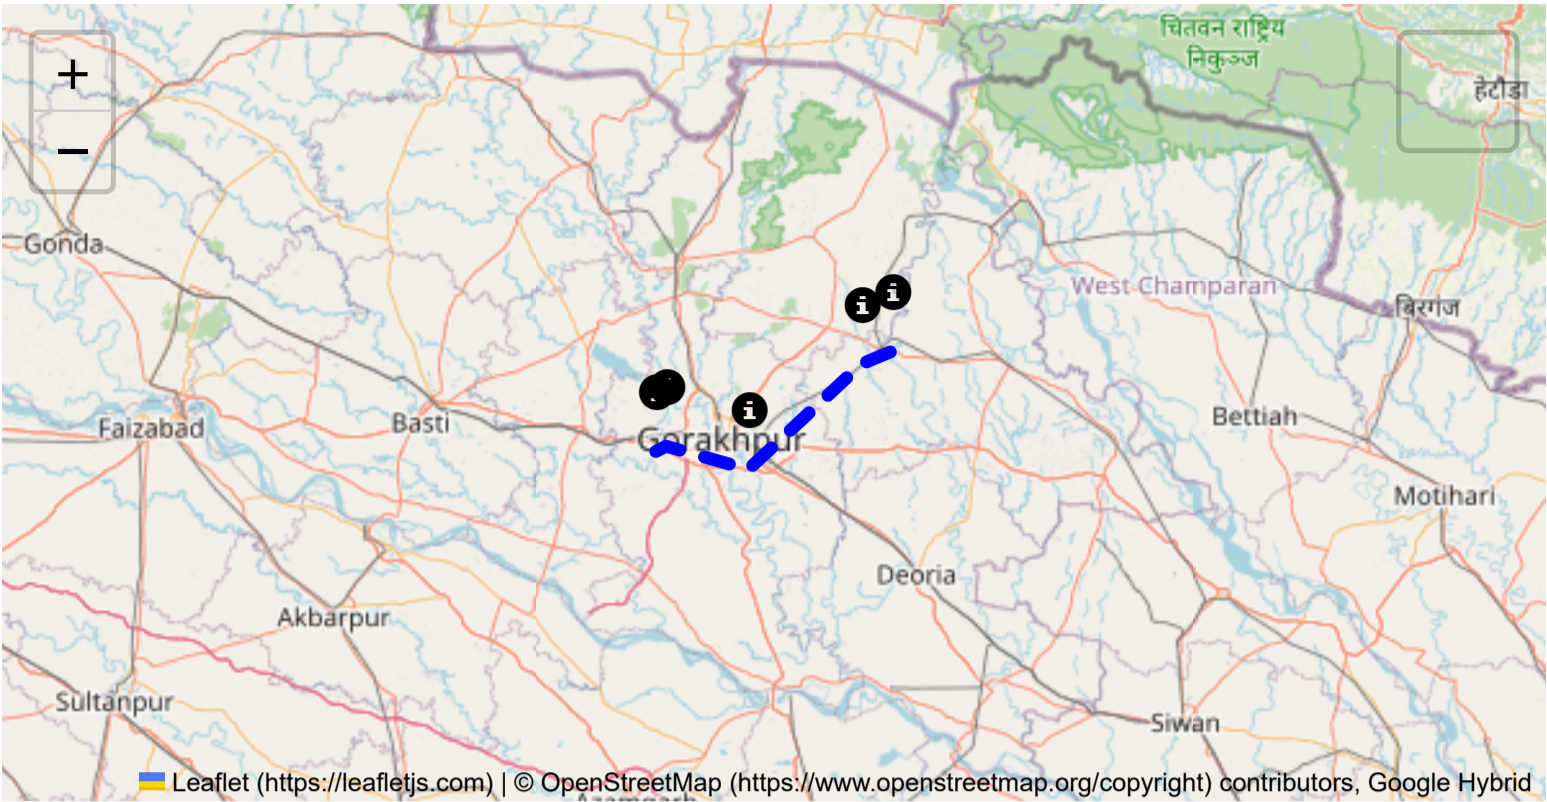 चितवन राष्ट्रिय
निकुञ्ज
+
हेटौडा
−
Gonda
i
i
West Champaran
बिरगंज
i
Bettiah
Basti
Faizabad
Gorakhpur
Motihari
Deoria
Akbarpur
Sultanpur
Siwan
Leaflet (https://leafletjs.com) | © OpenStreetMap (https://www.openstreetmap.org/copyright) contributors, Google Hybrid
Azamgarh